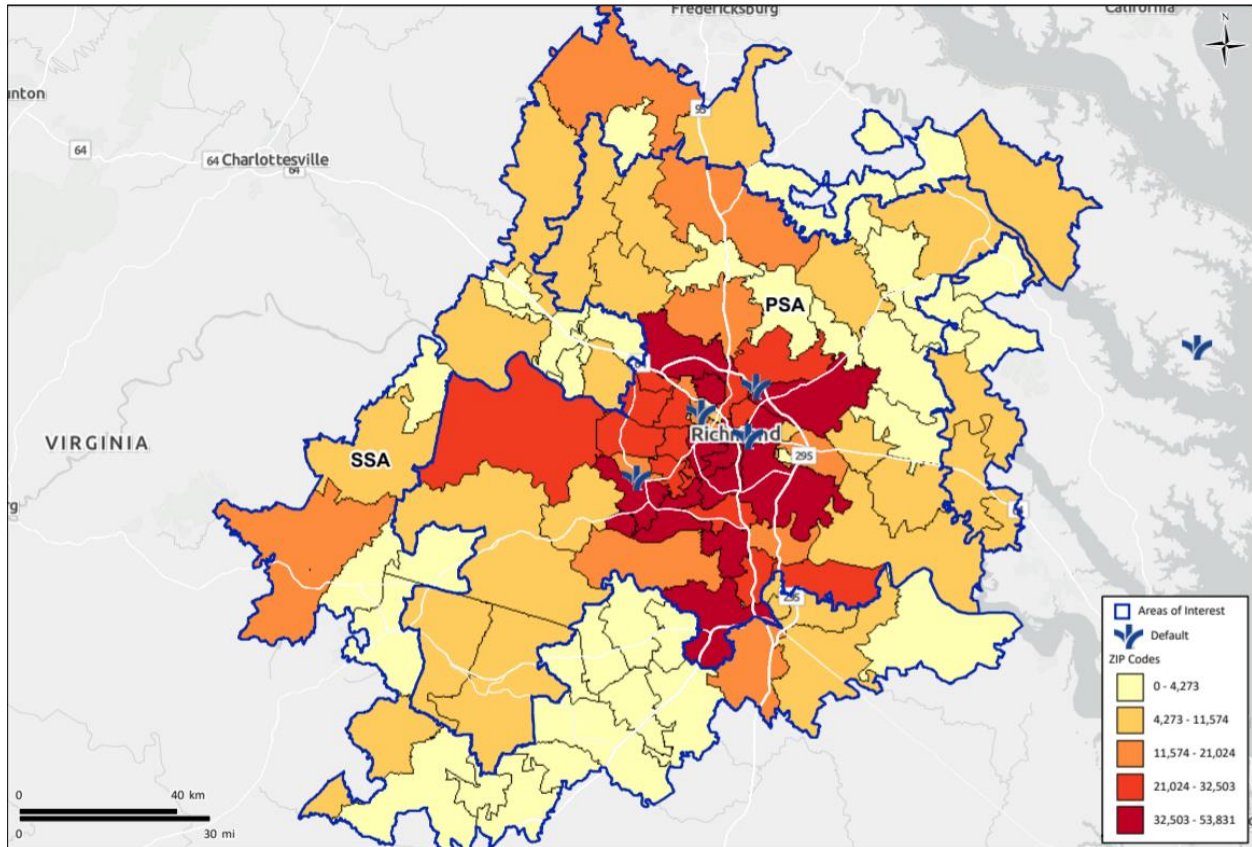 Fredericksburg
California
N
unton
95
64
64
Charlottesville
64
PSA
VIRGINIA
SSA
Richmond
295
64
295
0 40 km
0 30 mi
Areas of Interest
Default
ZIP Codes
0 - 4,273
4,273 - 11,574
11,574 - 21,024
21,024 - 32,503
32,503 - 53,831